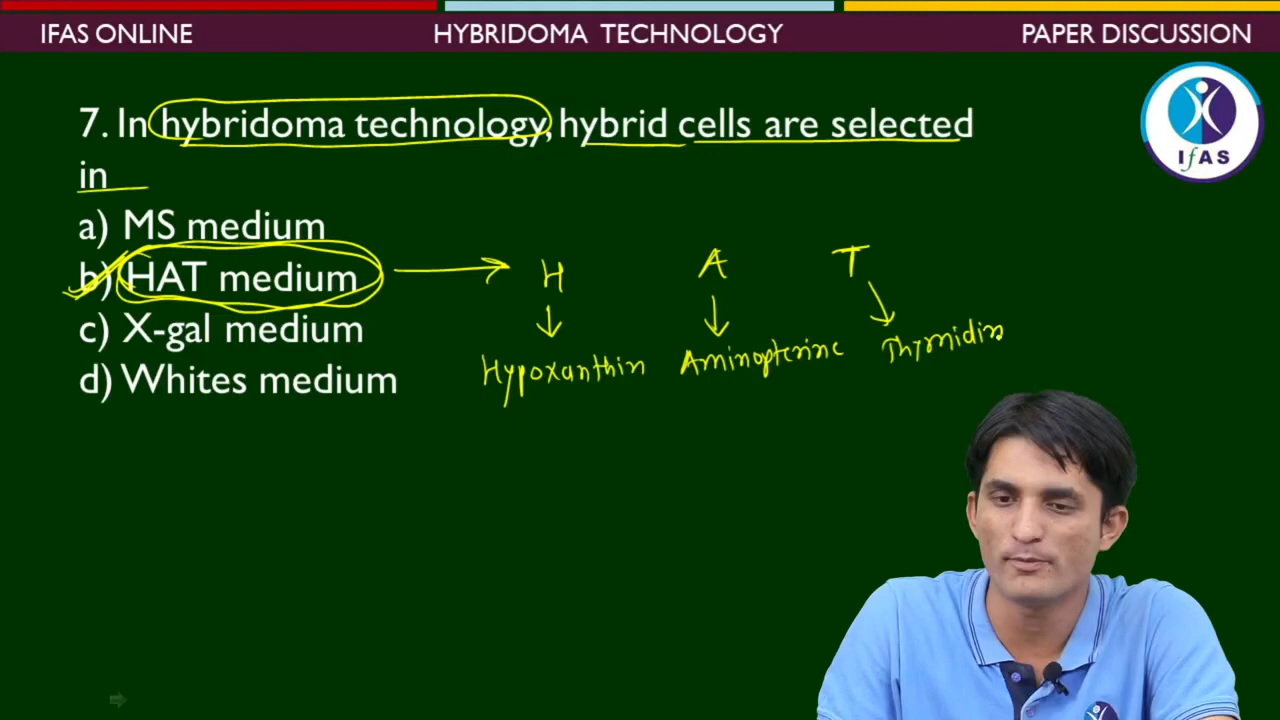 IFAS ONLINE
HYBRIDOMA TECHNOLOGY
PAPER DISCUSSION
IfAS
7. In hybridoma technology, hybrid cells are selected
in
a) MS medium
b) HAT medium
c) X-gal medium
d) Whites medium
H A T
Hypoxanthin Aminopterine Thymidin